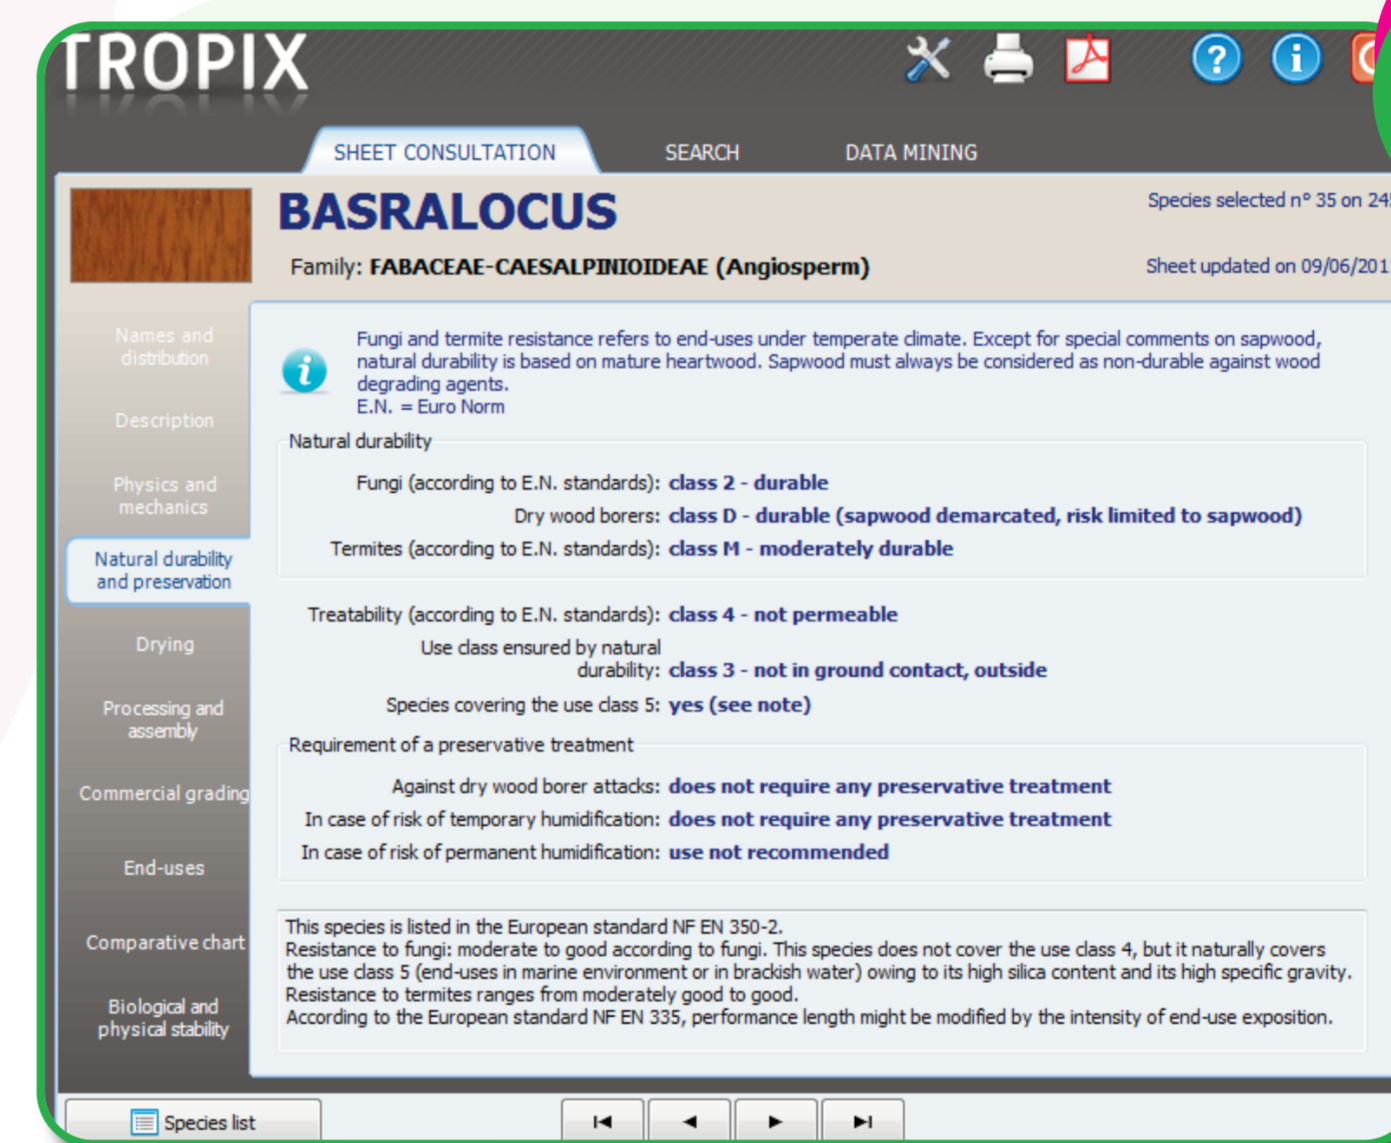 TROPIX
SHEET CONSULTATION
SEARCH
DATA MINING
BASRALOCUS
Species selected n° 35 on 245
Family: FABACEAE-CAESALPINIOIDEAE (Angiosperm)
Sheet updated on 09/06/201
Names and
distribution
Description
Physics and
mechanics
Natural durability
and preservation
Drying
Processing and
assembly
Commercial grading
End-uses
Comparative chart
Biological and
physical stability
Fungi and termite resistance refers to end-uses under temperate climate. Except for special comments on sapwood,
natural durability is based on mature heartwood. Sapwood must always be considered as non-durable against wood
degrading agents.
E.N. = Euro Norm
Natural durability
Fungi (according to E.N. standards): class 2 - durable
Dry wood borers: class D - durable (sapwood demarcated, risk limited to sapwood)
Termites (according to E.N. standards): class M - moderately durable
Treatability (according to E.N. standards): class 4 - not permeable
Use class ensured by natural
durability: class 3 - not in ground contact, outside
Species covering the use class 5: yes (see note)
Requirement of a preservative treatment
Against dry wood borer attacks: does not require any preservative treatment
In case of risk of temporary humidification: does not require any preservative treatment
In case of risk of permanent humidification: use not recommended
This species is listed in the European standard NF EN 350-2.
Resistance to fungi: moderate to good according to fungi. This species does not cover the use class 4, but it naturally covers
the use class 5 (end-uses in marine environment or in brackish water) owing to its high silica content and its high specific gravity.
Resistance to termites ranges from moderately good to good.
According to the European standard NF EN 335, performance length might be modified by the intensity of end-use exposition.
Species list